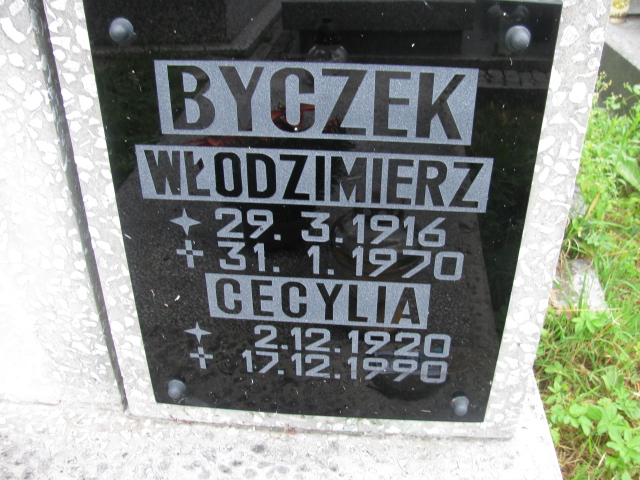 BYCZEK
WŁODZIMIERZ
29. 3. 1916
31. 1. 1970
CECYLIA
2.12.1920
17.12.1990